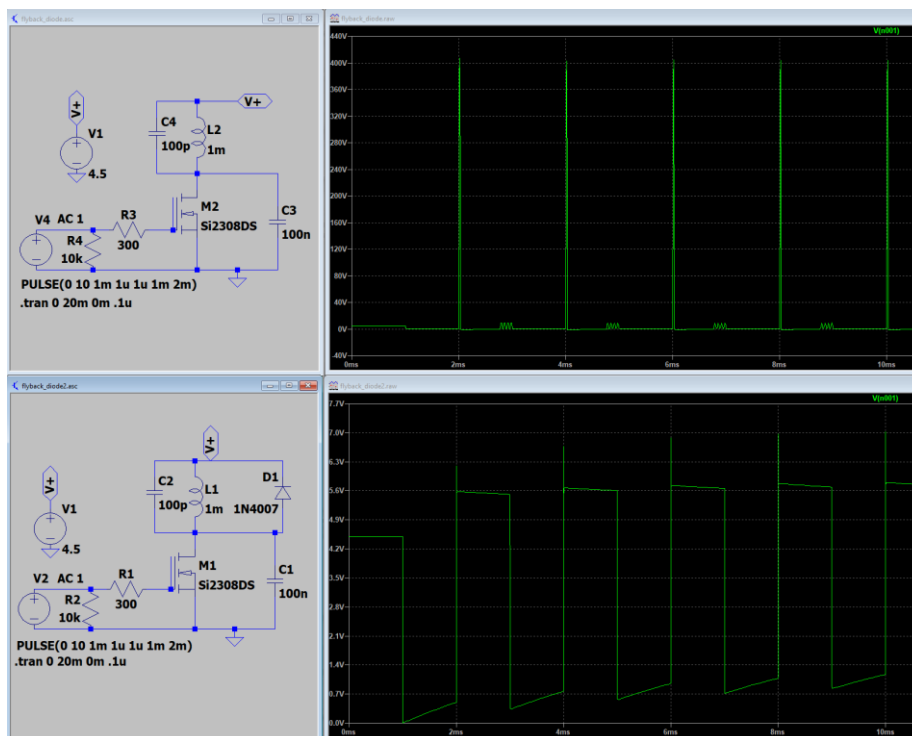 flyback_diode.asc
V+
V+
C4
100p
L2
1m
V1
4.5
M2
Si2308DS
C3
100n
V4 AC 1
R3
300
R4
10k
PULSE(0 10 1m 1u 1u 1m 2m)
.tran 0 20m 0m .1u
flyback_diode.raw
V(n001)
440V
400V
360V
320V
280V
240V
200V
160V
120V
80V
40V
0V
-40V
0ms 2ms 4ms 6ms 8ms 10ms
flyback_diode2.asc
V+
V+
C2
100p
L1
1m
D1
1N4007
V1
4.5
M1
Si2308DS
C1
100n
V2 AC 1
R1
300
R2
10k
PULSE(0 10 1m 1u 1u 1m 2m)
.tran 0 20m 0m .1u
flyback_diode2.raw
V(n001)
7.7V
7.0V
6.3V
5.6V
4.9V
4.2V
3.5V
2.8V
2.1V
1.4V
0.7V
0.0V
0ms 2ms 4ms 6ms 8ms 10ms